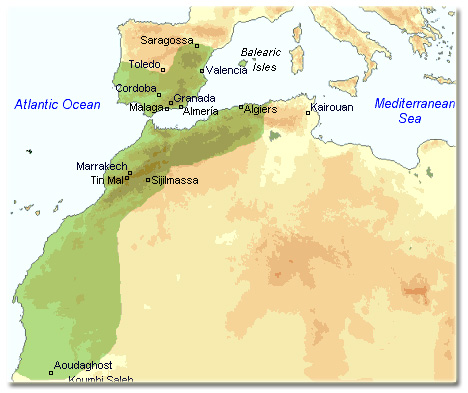 Saragossa
Balearic
Isles
Toledo
Valencia
Cordoba
Granada
Malaga
Almería
Algiers
Kairouan
Atlantic Ocean
Mediterranean
Sea
Marrakech
Tin Mal
Sijilmassa
Aoudaghost
Koumbi Saleh